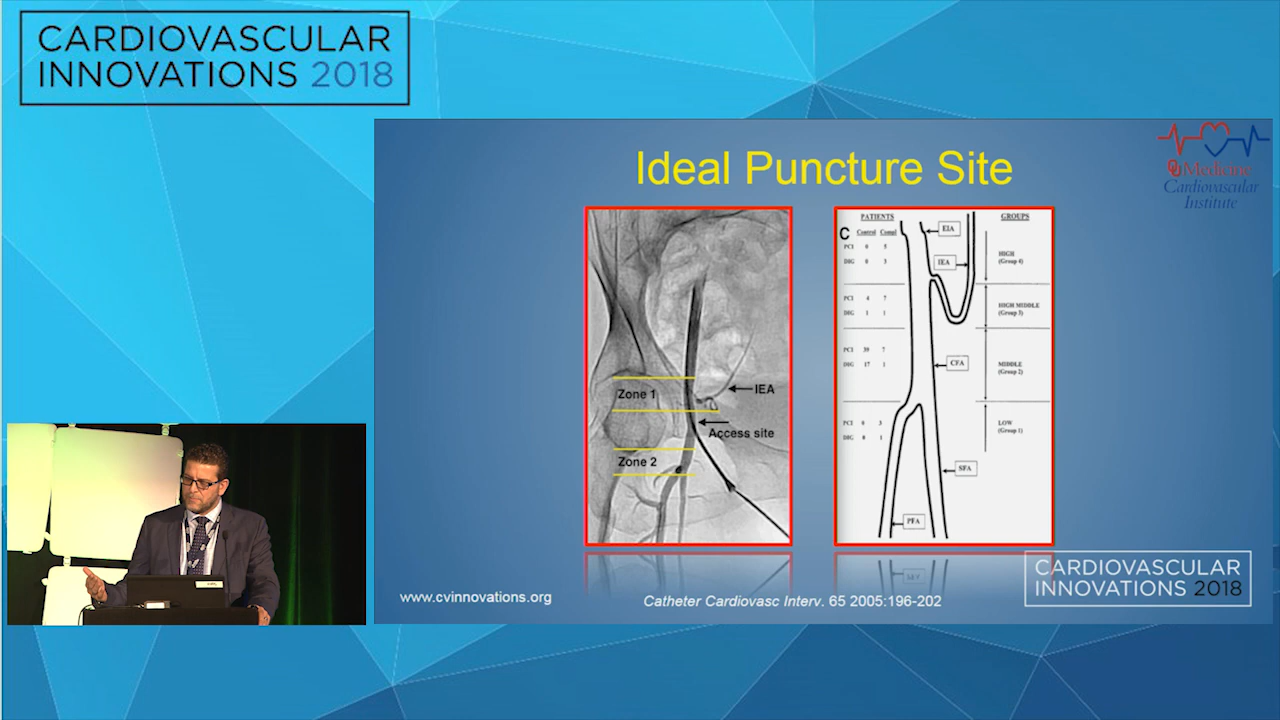 CARDIOVASCULAR
INNOVATIONS 2018
OU Medicine
Cardiovascular
Institute
Ideal Puncture Site
Zone 1
IEA
Access site
Zone 2
C
PATIENTS
GROUPS
Control Compl
EIA
PCI 0 5
IEA
HIGH
(Group 4)
DIG 0 3
PCI 4 7
HIGH MIDDLE
(Group 3)
DIG 1 1
PCI 39 7
CFA
MIDDLE
(Group 2)
DIG 17 1
PCI 0 3
LOW
(Group 1)
DIG 0 1
SFA
PFA
www.cvinnovations.org
Catheter Cardiovasc Interv. 65 2005:196-202
CARDIOVASCULAR
INNOVATIONS 2018